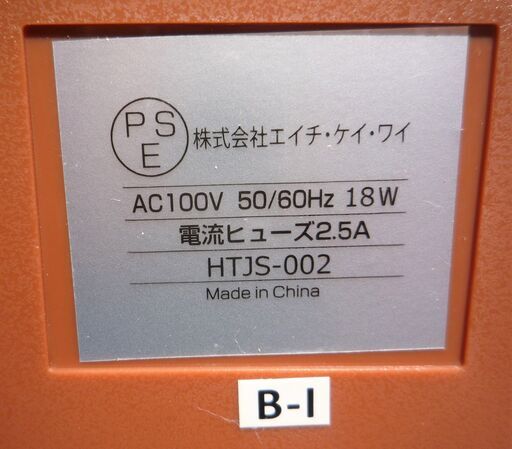 PSE
株式会社エイチ・ケイ・ワイ
AC100V 50/60Hz 18W
電流ヒューズ2.5A
HTJS-002
Made in China
B-I